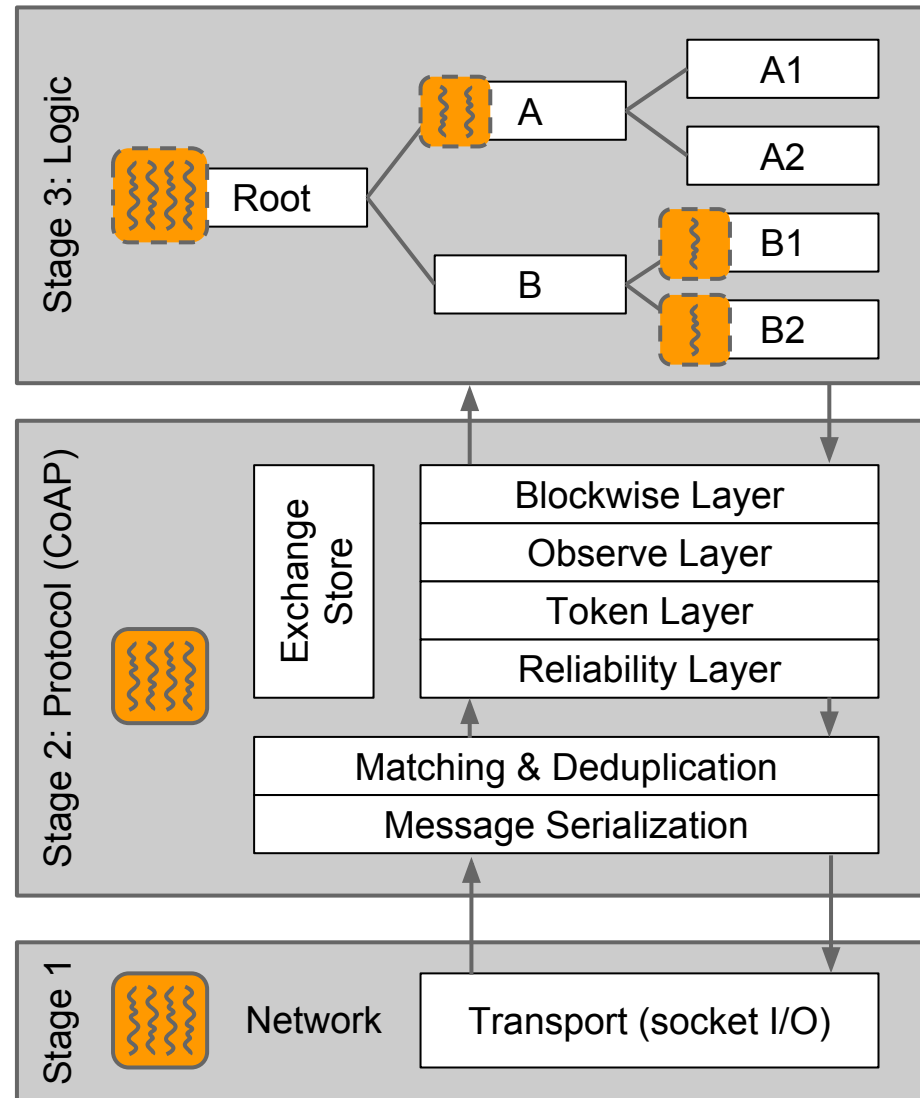 Stage 3: Logic
Root
A
A1
A2
B
B1
B2
Stage 2: Protocol (CoAP)
Exchange
Store
Blockwise Layer
Observe Layer
Token Layer
Reliability Layer
Matching & Deduplication
Message Serialization
Stage 1
Network
Transport (socket I/O)